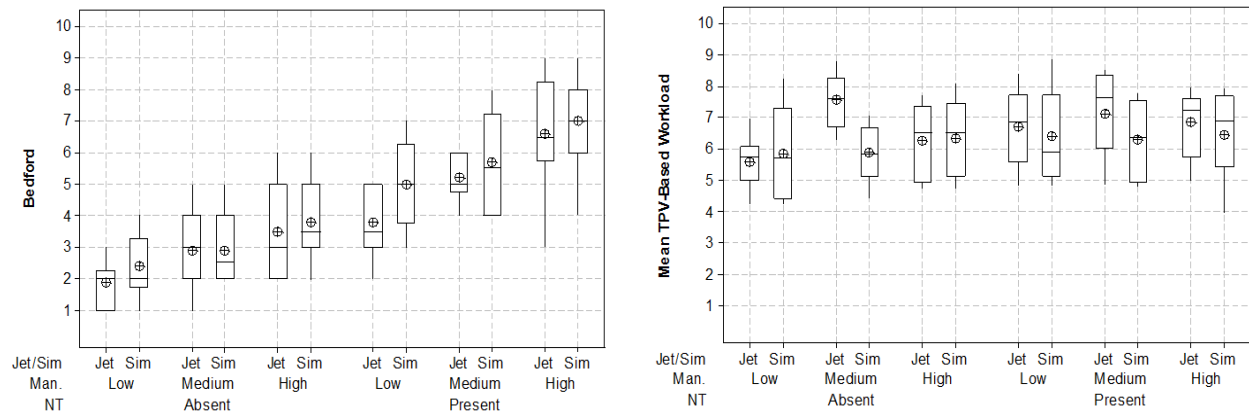 10
9
8
7
6
5
4
3
2
1
Bedford
Jet/Sim Jet Sim Jet Sim Jet Sim Jet Sim Jet Sim Jet Sim
Man. Low Medium High Low Medium High
NT Absent Present
10
9
8
7
6
5
4
3
2
1
Mean TPV-Based Workload
Jet/Sim Jet Sim Jet Sim Jet Sim Jet Sim Jet Sim Jet Sim
Man. Low Medium High Low Medium High
NT Absent Present